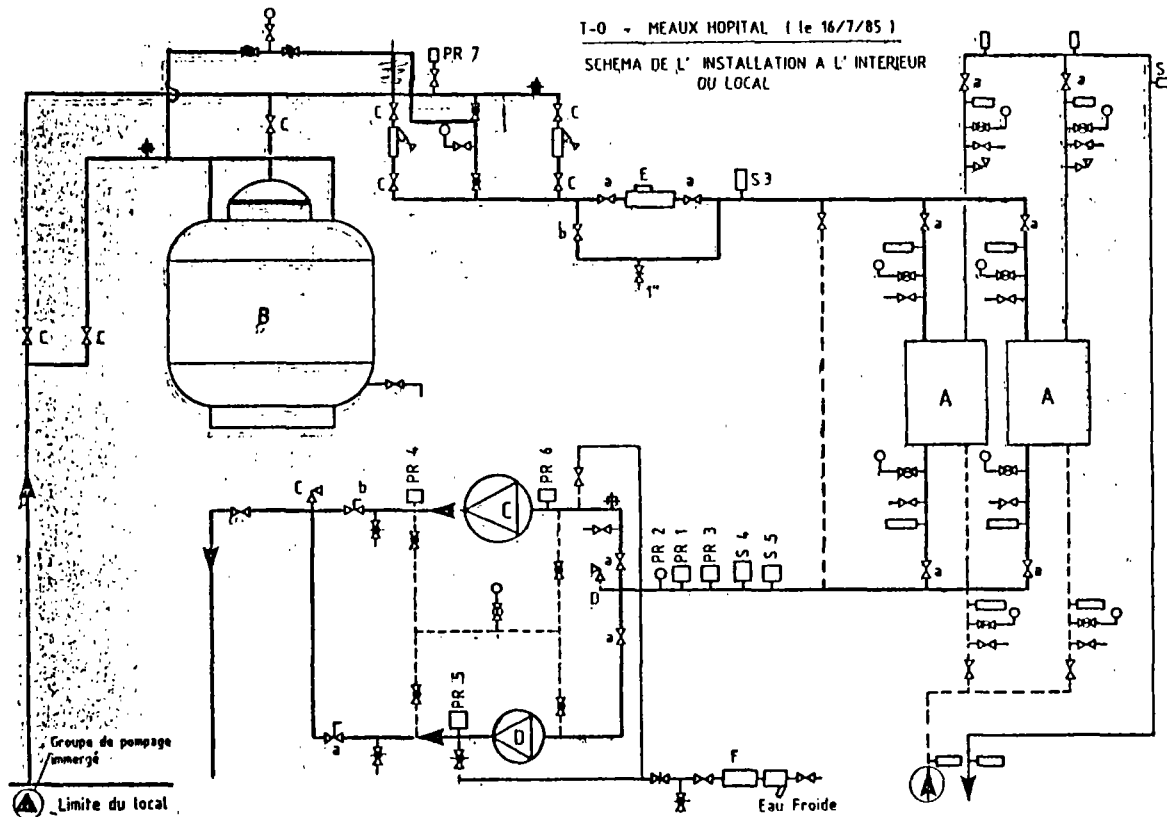 T-0 - MEAUX HOPITAL ( le 16/7/85 )
SCHEMA DE L' INSTALLATION A L' INTERIEUR
DU LOCAL
PR 7
S
C
C
C
C
C
C
C
a
a
a
E
a
S 3
b
1"
a
a
B
A
A
PR 4
PR 6
C
b
C
PR 2
PR 1
PR 3
S 4
S 5
a
D
a
a
a
PR 5
D
a
Groupe de pompage
immergé
Limite du local
F
Eau Froide